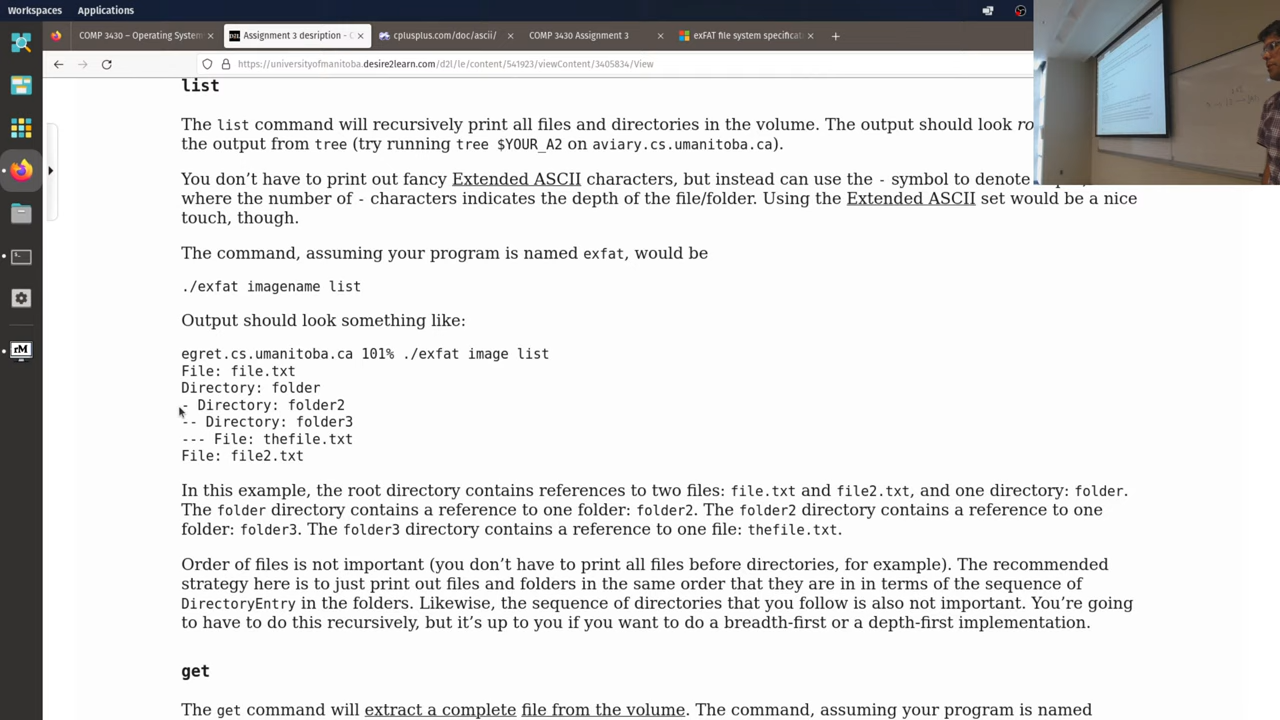 Workspaces Applications
COMP 3430 – Operating System
Assignment 3 desription -
cplusplus.com/doc/ascii/
COMP 3430 Assignment 3
exFAT file system specificat
https://universityofmanitoba.desire2learn.com/d2l/le/content/541923/viewContent/3405834/View
list
The list command will recursively print all files and directories in the volume. The output should look
the output from tree (try running tree $YOUR_A2 on aviary.cs.umanitoba.ca).
You don’t have to print out fancy Extended ASCII characters, but instead can use the - symbol to denote
where the number of - characters indicates the depth of the file/folder. Using the Extended ASCII set would be a nice
touch, though.
The command, assuming your program is named exfat, would be
./exfat imagename list
Output should look something like:
egret.cs.umanitoba.ca 101% ./exfat image list
File: file.txt
Directory: folder
- Directory: folder2
-- Directory: folder3
--- File: thefile.txt
File: file2.txt
In this example, the root directory contains references to two files: file.txt and file2.txt, and one directory: folder.
The folder directory contains a reference to one folder: folder2. The folder2 directory contains a reference to one
folder: folder3. The folder3 directory contains a reference to one file: thefile.txt.
Order of files is not important (you don’t have to print all files before directories, for example). The recommended
strategy here is to just print out files and folders in the same order that they are in in terms of the sequence of
DirectoryEntry in the folders. Likewise, the sequence of directories that you follow is also not important. You’re going
to have to do this recursively, but it’s up to you if you want to do a breadth-first or a depth-first implementation.
get
The get command will extract a complete file from the volume. The command, assuming your program is named